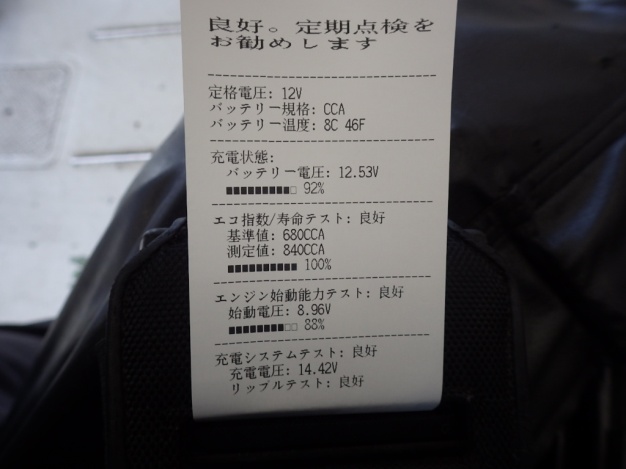 良好。定期点検を
お勧めします
定格電圧: 12V
バッテリー規格: CCA
バッテリー温度: 8C 46F
充電状態:
バッテリー電圧: 12.53V
■■■■■■■■■□ 92%
エコ指数/寿命テスト: 良好
基準値: 680CCA
測定値: 840CCA
■■■■■■■■■■ 100%
エンジン始動能力テスト: 良好
始動電圧: 8.96V
■■■■■■■■□□ 88%
充電システムテスト: 良好
充電電圧: 14.42V
リップルテスト: 良好